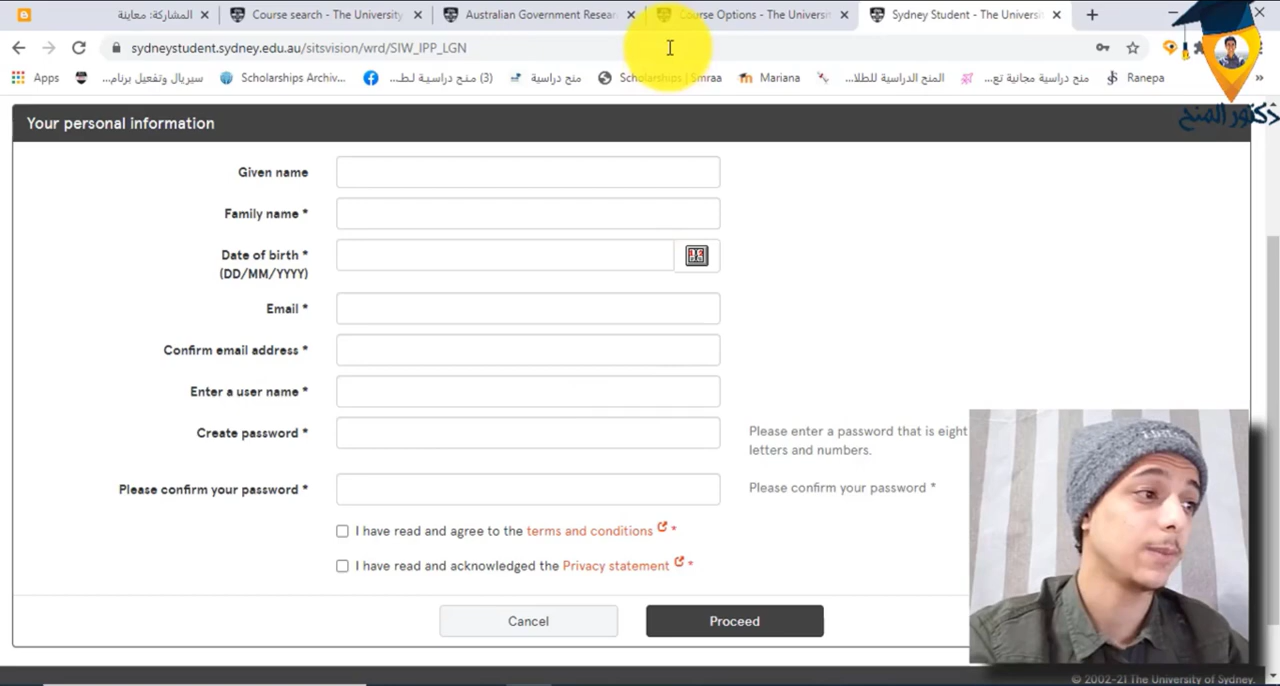 المشاركة: معاينة
Course search - The University
Australian Government Resear
Course Options - The Universit
Sydney Student - The Universi
sydneystudent.sydney.edu.au/sitsvision/wrd/SIW_IPP_LGN
Apps
سيريال وتفعيل برنام...
Scholarships Archiv...
(3) منح دراسية لـطـ...
منح دراسية
Scholarships | Smraa
Mariana
المنح الدراسية للطلا...
منح دراسية مجانية تع...
Ranepa
دكتور المنح
Your personal information
Given name
Family name *
Date of birth *
(DD/MM/YYYY)
Email *
Confirm email address *
Enter a user name *
Create password *
Please enter a password that is eight
letters and numbers.
Please confirm your password *
Please confirm your password *
I have read and agree to the terms and conditions *
I have read and acknowledged the Privacy statement *
Cancel
Proceed
© 2002-21 The University of Sydney.